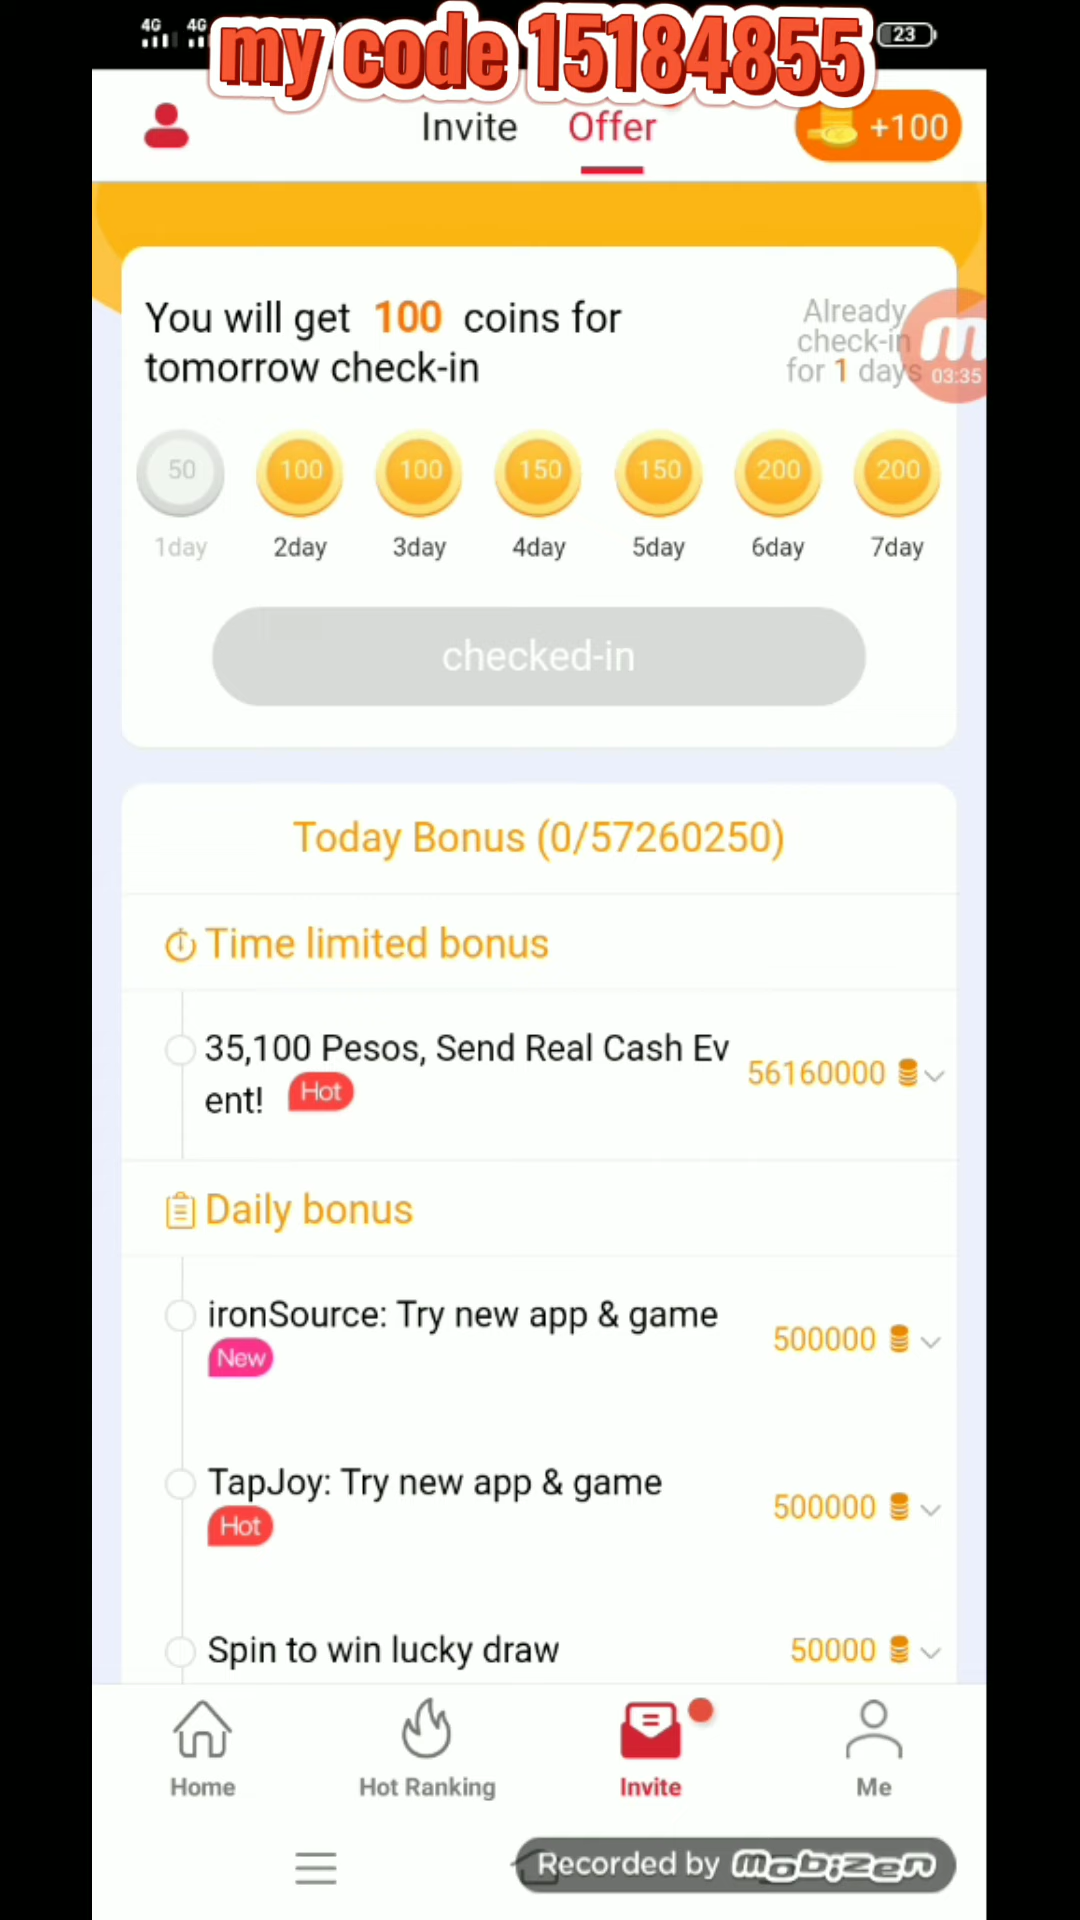 4G 4G
my code 15184855
23
Invite Offer
+100
You will get 100 coins for
tomorrow check-in
Already
check-in
for 1 days
03:35
50 100 100 150 150 200 200
1day 2day 3day 4day 5day 6day 7day
checked-in
Today Bonus (0/57260250)
Time limited bonus
35,100 Pesos, Send Real Cash Ev
ent! Hot
56160000
Daily bonus
ironSource: Try new app & game
New
500000
TapJoy: Try new app & game
Hot
500000
Spin to win lucky draw
50000
Home Hot Ranking Invite Me
Recorded by mobizen